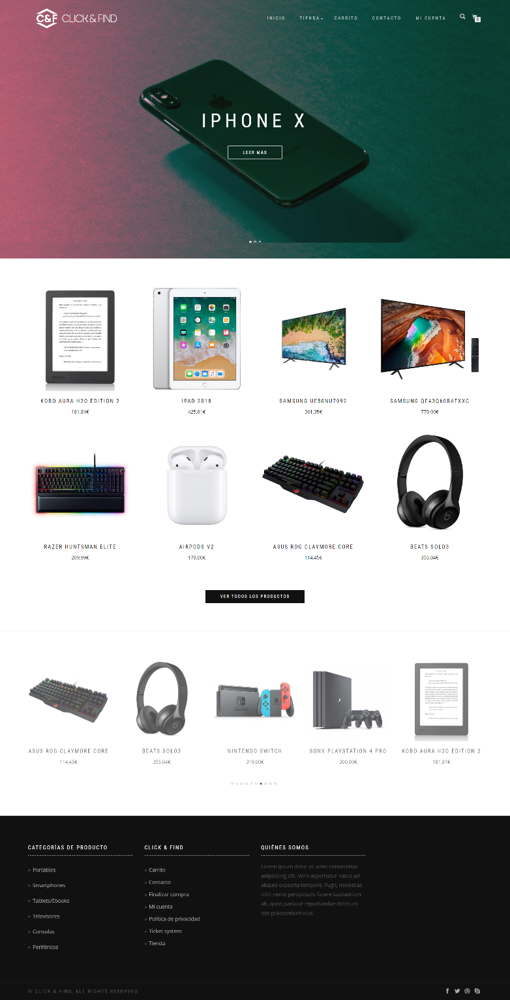 C&F CLICK & FIND
INICIO TIENDA CARRITO CONTACTO MI CUENTA
0
IPHONE X
LEER MÁS
KOBO AURA H2O EDITION 2
181,81€
IPAD 2018
425,81€
SAMSUNG UE50NU7092
361,35€
SAMSUNG QE43Q60RATXXC
779,00€
RAZER HUNTSMAN ELITE
209,99€
AIRPODS V2
179,00€
ASUS ROG CLAYMORE CORE
114,45€
BEATS SOLO3
355,04€
VER TODOS LOS PRODUCTOS
ASUS ROG CLAYMORE CORE
114,45€
BEATS SOLO3
355,04€
NINTENDO SWITCH
319,00€
SONY PLAYSTATION 4 PRO
300,00€
KOBO AURA H2O EDITION 2
181,81€
CATEGORÍAS DE PRODUCTO
» Portátiles
» Smartphones
» Tablets/Ebooks
» Televisores
» Consolas
» Periféricos
CLICK & FIND
» Carrito
» Contacto
» Finalizar compra
» Mi cuenta
» Política de privacidad
» Ticket system
» Tienda
QUIÉNES SOMOS
Lorem ipsum dolor sit amet consectetur
adipisicing elit. Vero aspernatur natus ad
aliquid expedita tempore. Fugit, molestias
nihil nemo perspiciatis facere laudantium
ab, quod pariatur repudiandae dolorum
iste praesentium eius.
© CLICK & FIND, ALL RIGHTS RESERVED